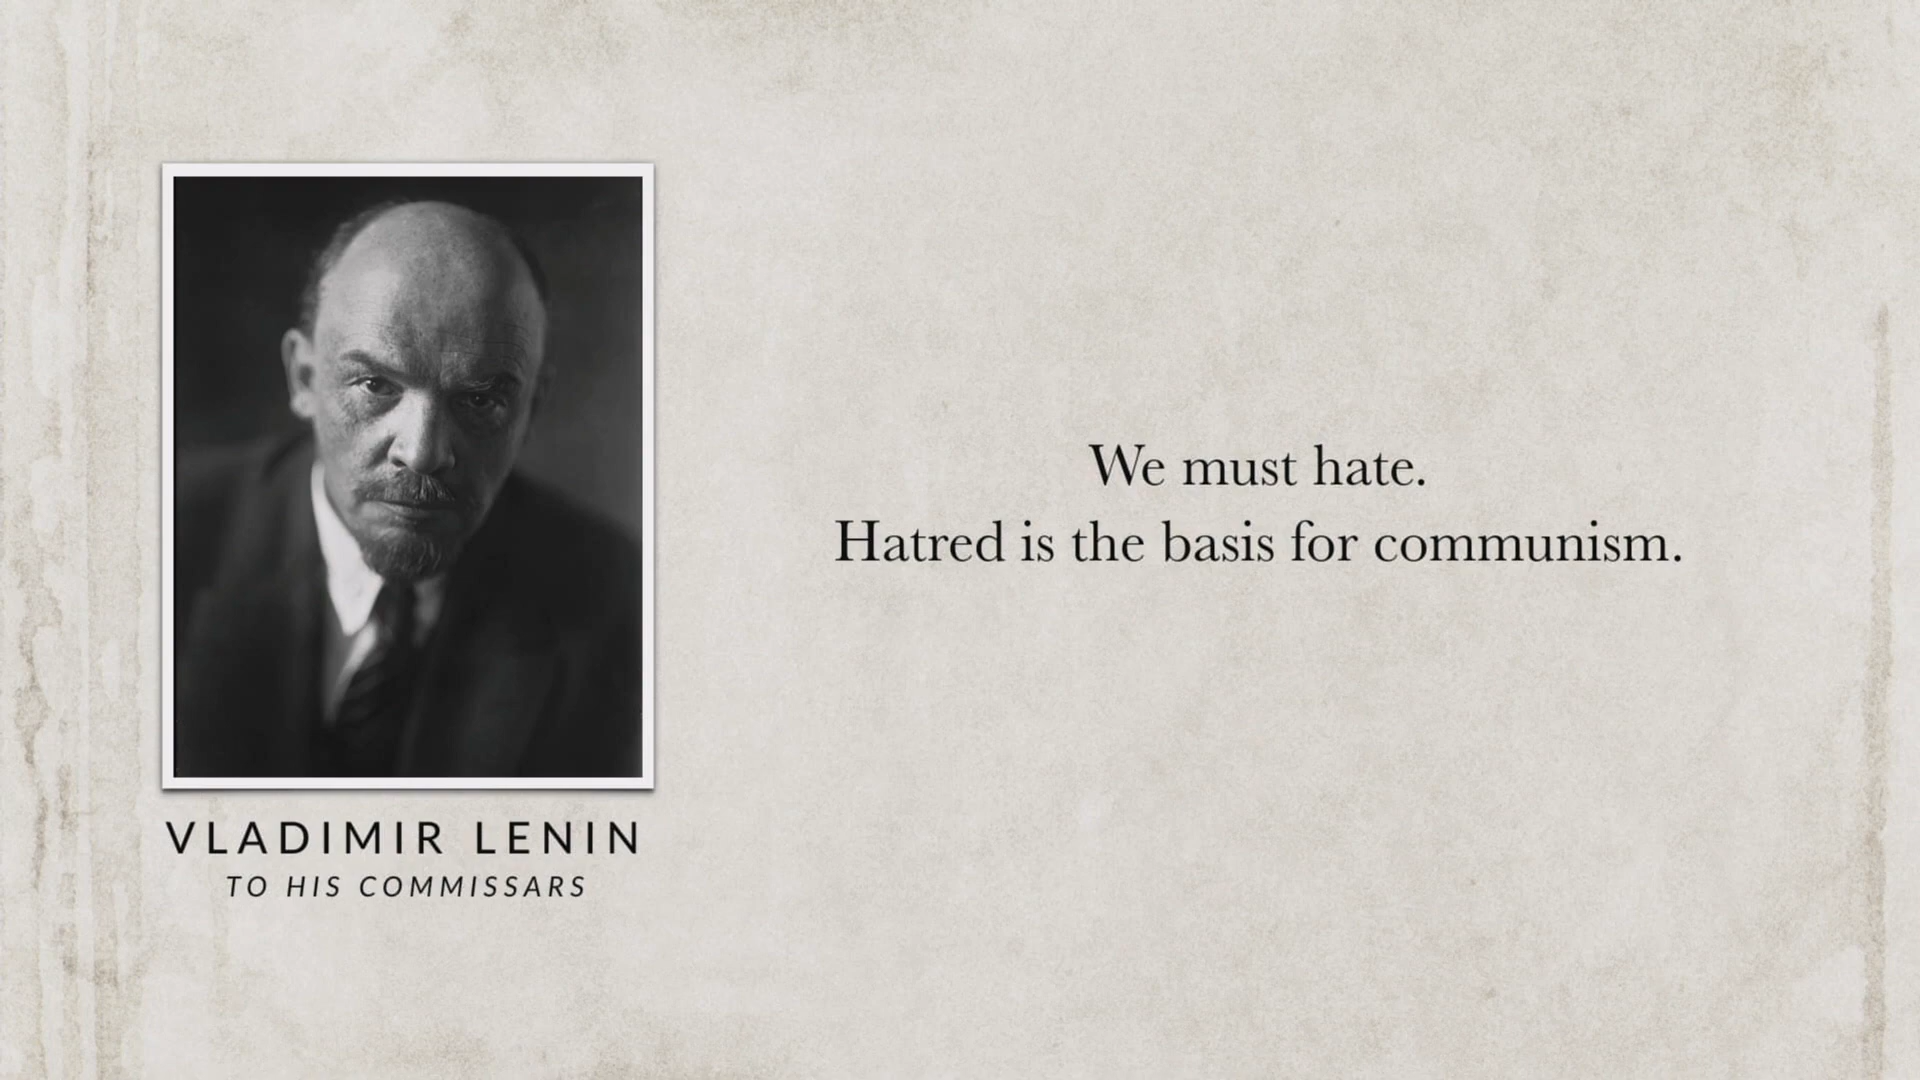 We must hate.
Hatred is the basis for communism.
VLADIMIR LENIN
TO HIS COMMISSARS